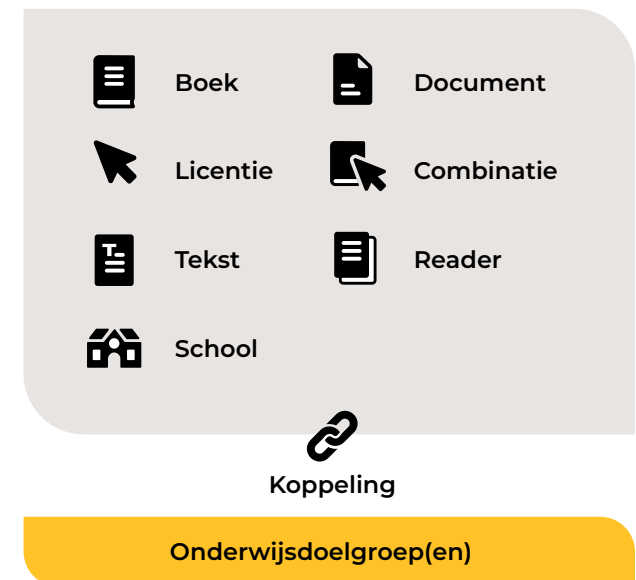 Boek
Document
Licentie
Combinatie
Tekst
Reader
School
Koppeling
Onderwijsdoelgroep(en)